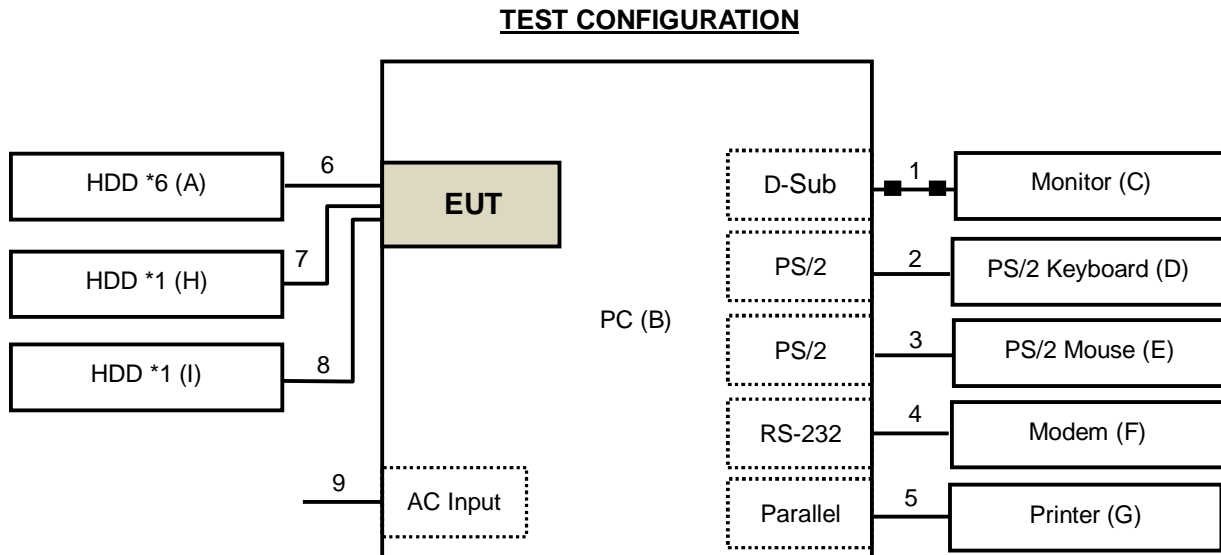 TEST CONFIGURATION
HDD *6 (A)
6
EUT
HDD *1 (H)
7
HDD *1 (I)
8
9
AC Input
PC (B)
D-Sub
1
Monitor (C)
PS/2
2
PS/2 Keyboard (D)
PS/2
3
PS/2 Mouse (E)
RS-232
4
Modem (F)
Parallel
5
Printer (G)